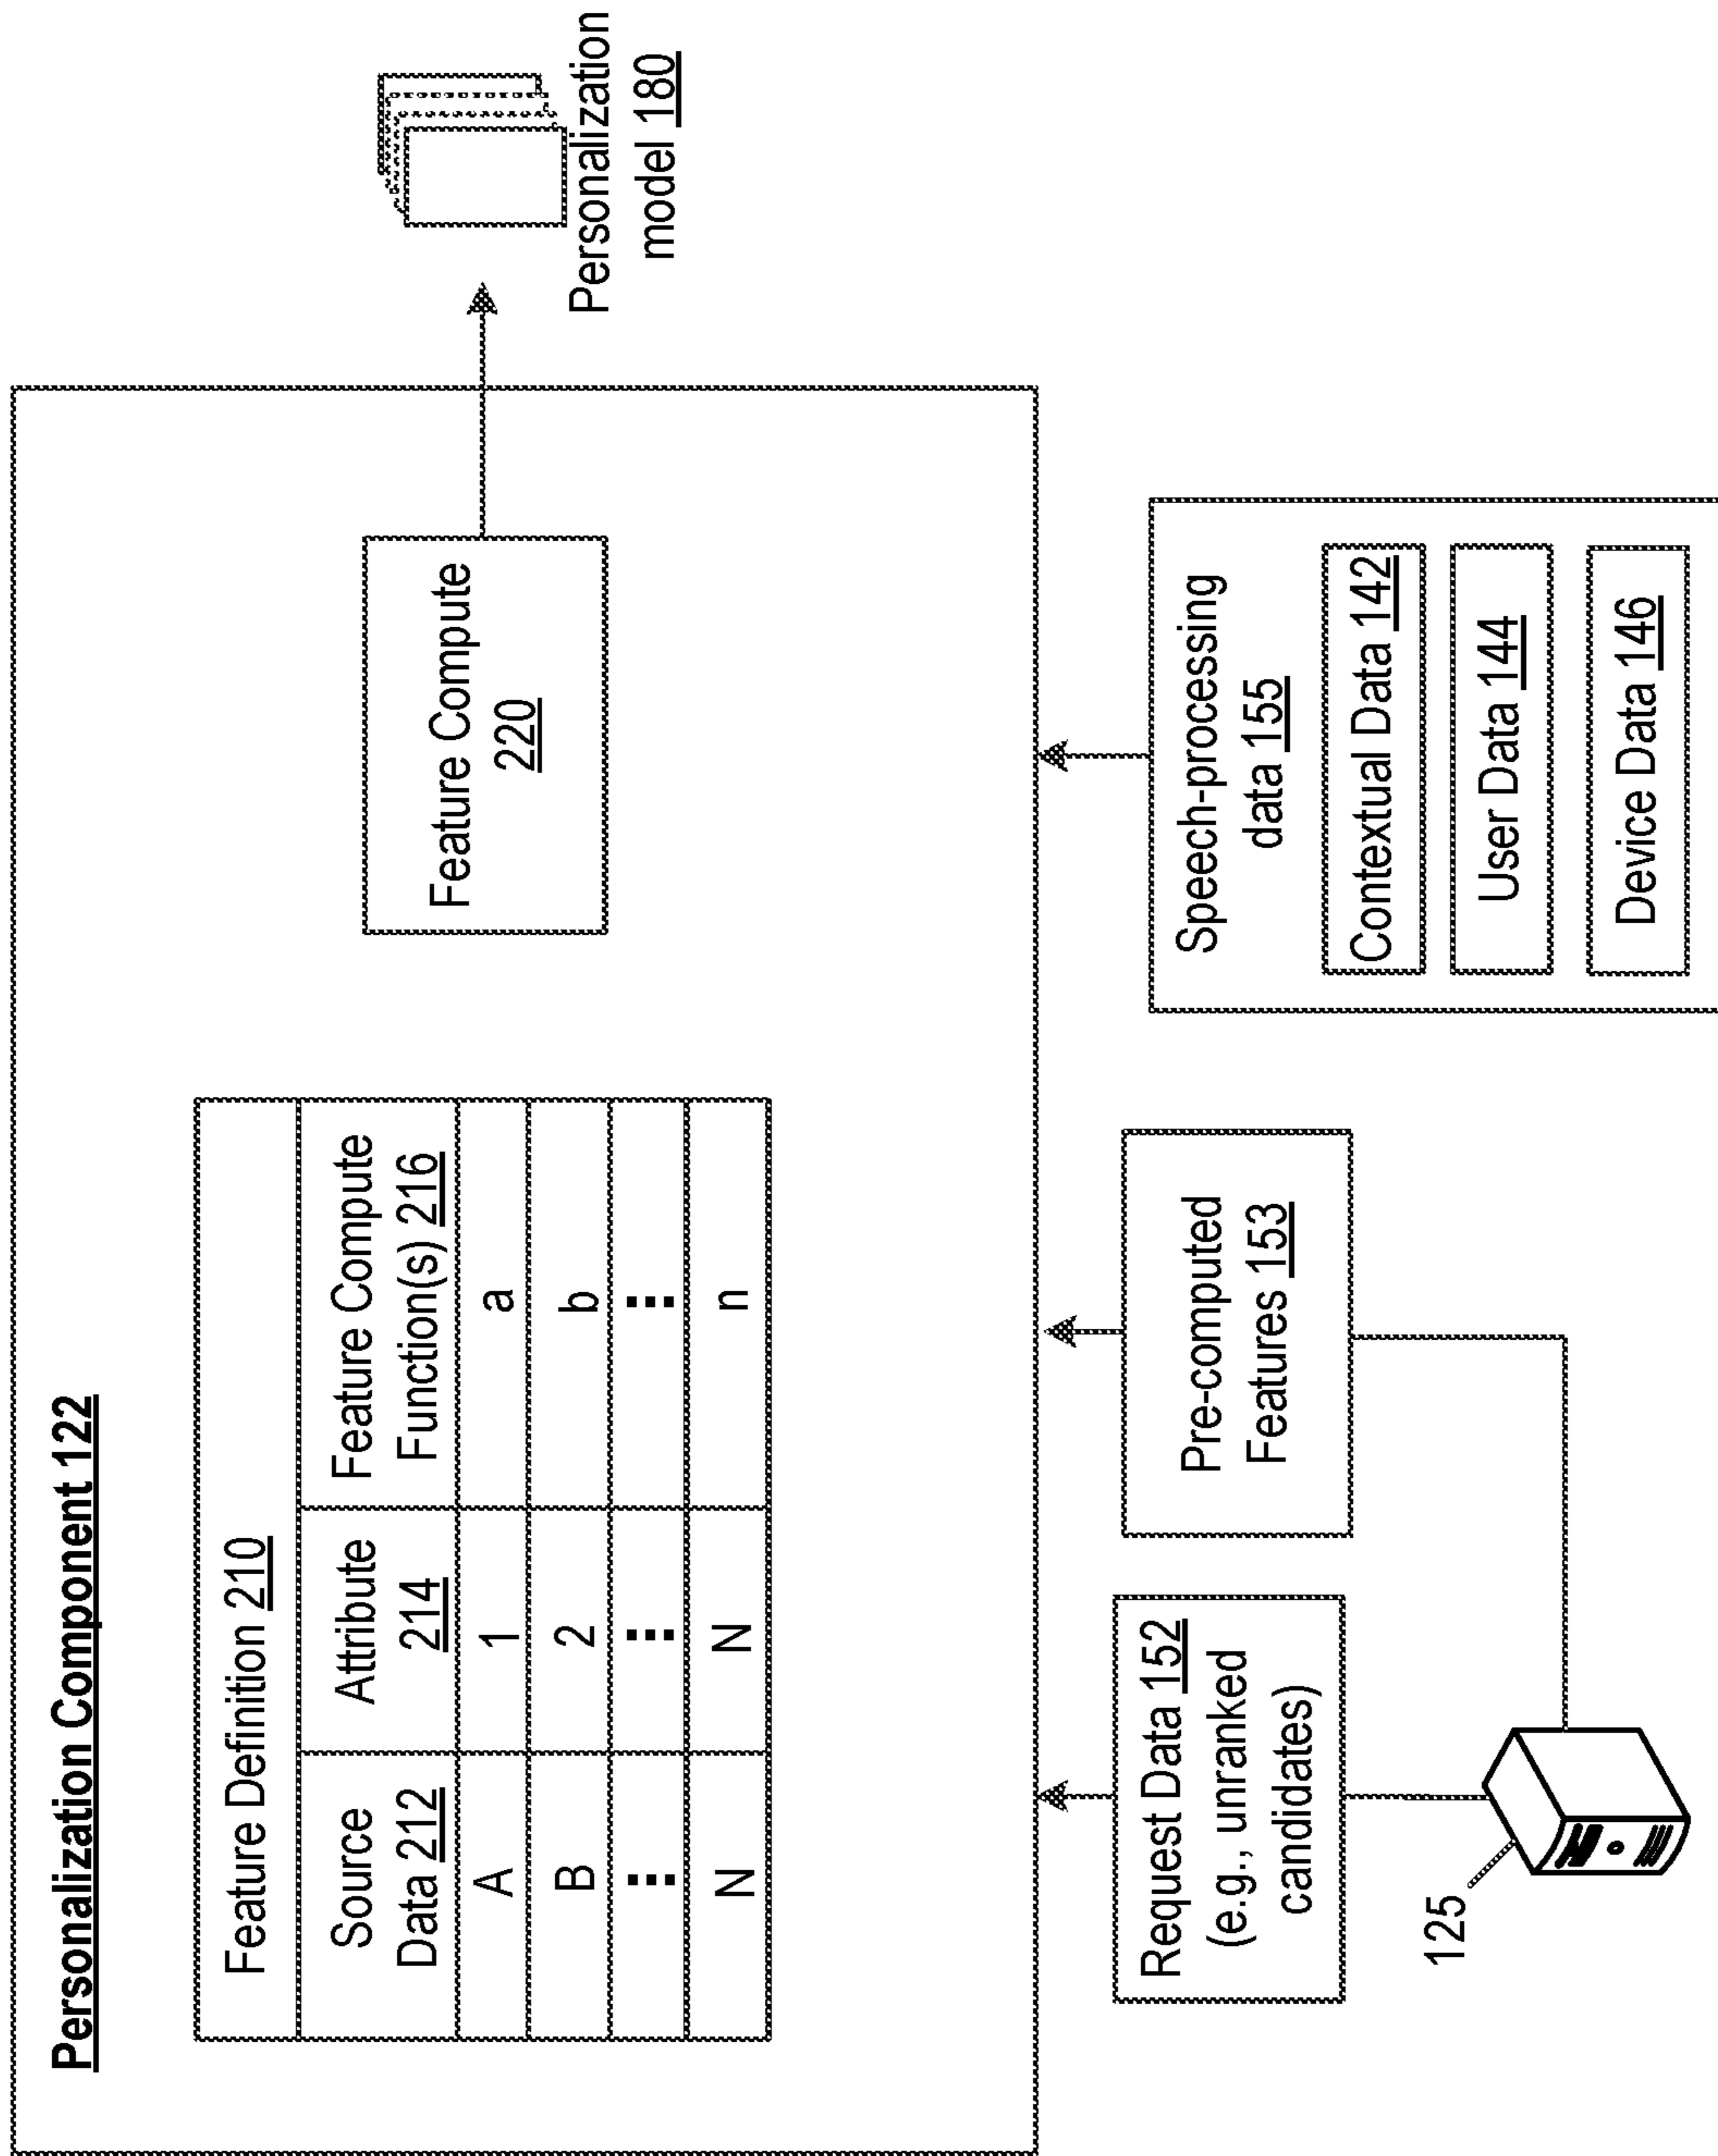 Personalization Component 122
Feature Definition 210
Source
Data 212
Attribute
214
Feature Compute
Function(s) 216
A
1
a
B
2
b
...
...
...
N
N
n
Feature Compute
220
Personalization
model 180
Request Data 152
(e.g., unranked
candidates)
Pre-computed
Features 153
Speech-processing
data 155
Contextual Data 142
User Data 144
Device Data 146
125